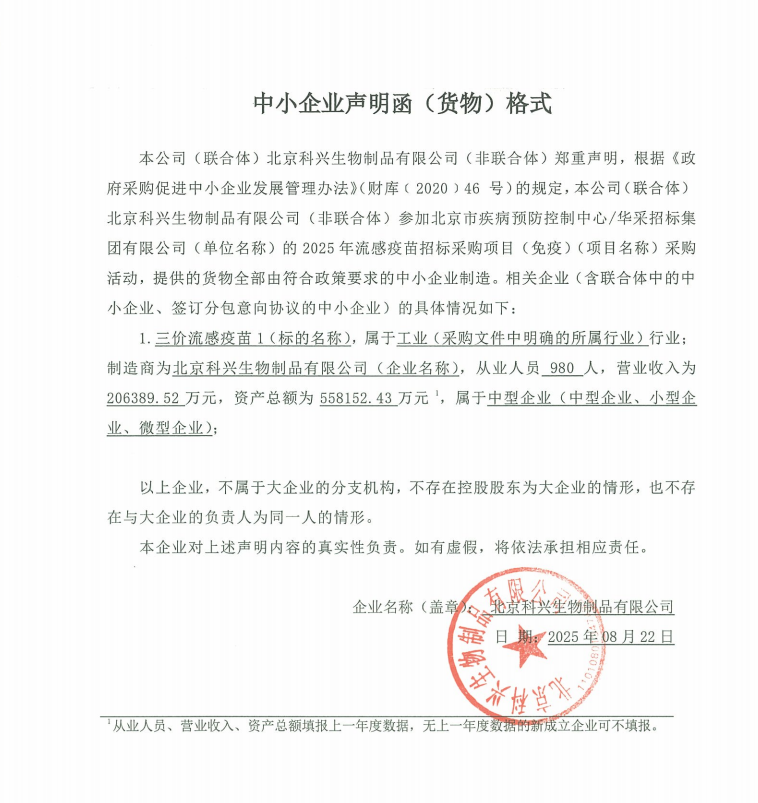 中小企业声明函（货物）格式
本公司（联合体）北京科兴生物制品有限公司（非联合体）郑重声明，根据《政
府采购促进中小企业发展管理办法》（财库﹝2020﹞46 号）的规定，本公司（联合体）
北京科兴生物制品有限公司（非联合体）参加北京市疾病预防控制中心/华采招标集
团有限公司（单位名称）的 2025 年流感疫苗招标采购项目（免疫）（项目名称）采购
活动，提供的货物全部由符合政策要求的中小企业制造。相关企业（含联合体中的中
小企业、签订分包意向协议的中小企业）的具体情况如下：
1. 三价流感疫苗 1（标的名称），属于工业（采购文件中明确的所属行业）行业；
制造商为北京科兴生物制品有限公司（企业名称），从业人员 980 人，营业收入为
206389.52 万元，资产总额为 558152.43 万元 1，属于中型企业（中型企业、小型企
业、微型企业）；
以上企业，不属于大企业的分支机构，不存在控股股东为大企业的情形，也不存
在与大企业的负责人为同一人的情形。
本企业对上述声明内容的真实性负责。如有虚假，将依法承担相应责任。
企业名称（盖章）：北京科兴生物制品有限公司
日 期：2025 年 08 月 22 日
北京科兴生物制品有限公司
1从业人员、营业收入、资产总额填报上一年度数据，无上一年度数据的新成立企业可不填报。